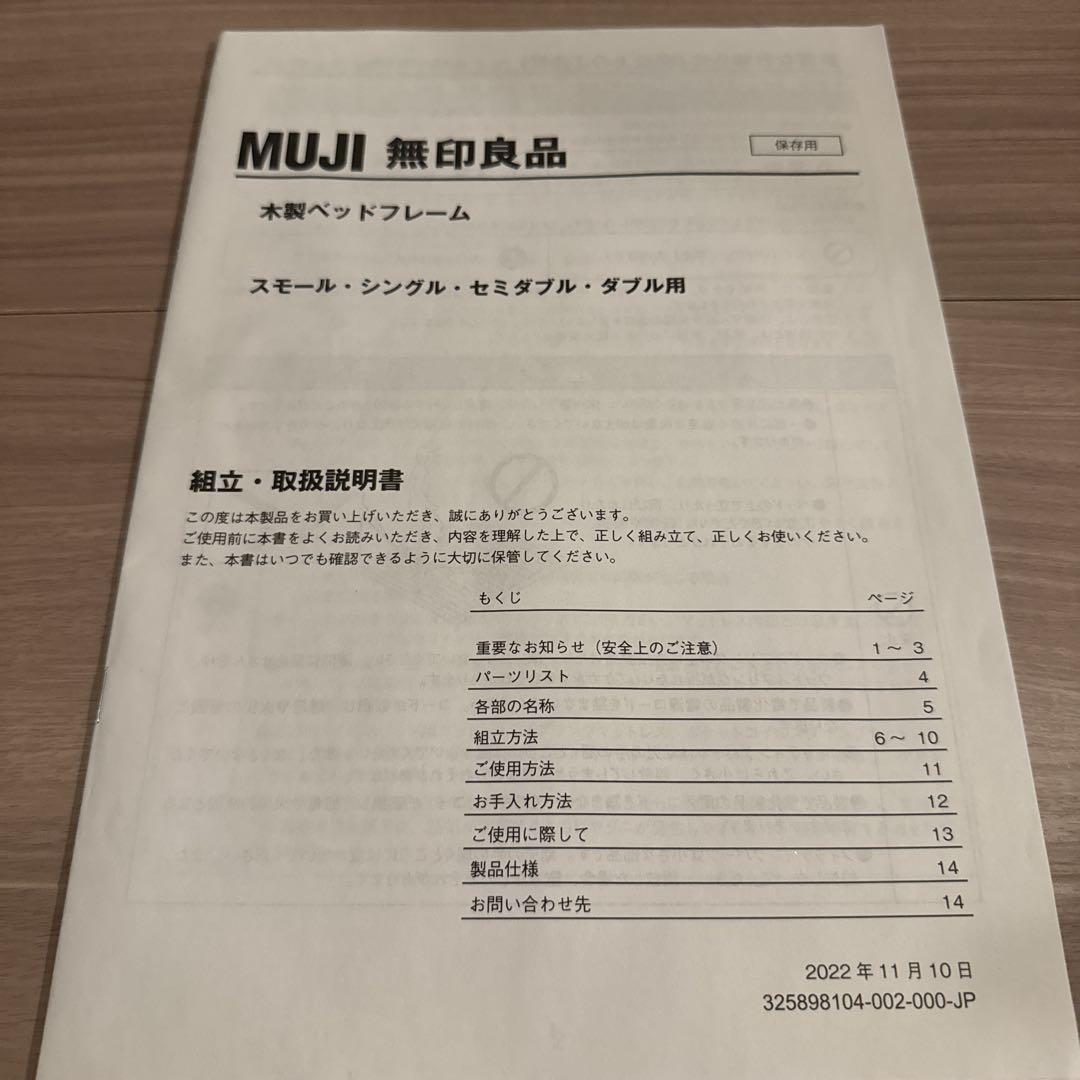 MUJI 無印良品
保存用
木製ベッドフレーム
スモール・シングル・セミダブル・ダブル用
組立・取扱説明書
この度は本製品をお買い上げいただき、誠にありがとうございます。
ご使用前に本書をよくお読みいただき、内容を理解した上で、正しく組み立て、正しくお使いください。
また、本書はいつでも確認できるように大切に保管してください。
もくじ ページ
重要なお知らせ（安全上のご注意） 1～3
パーツリスト 4
各部の名称 5
組立方法 6～10
ご使用方法 11
お手入れ方法 12
ご使用に際して 13
製品仕様 14
お問い合わせ先 14
2022年11月10日
325898104-002-000-JP